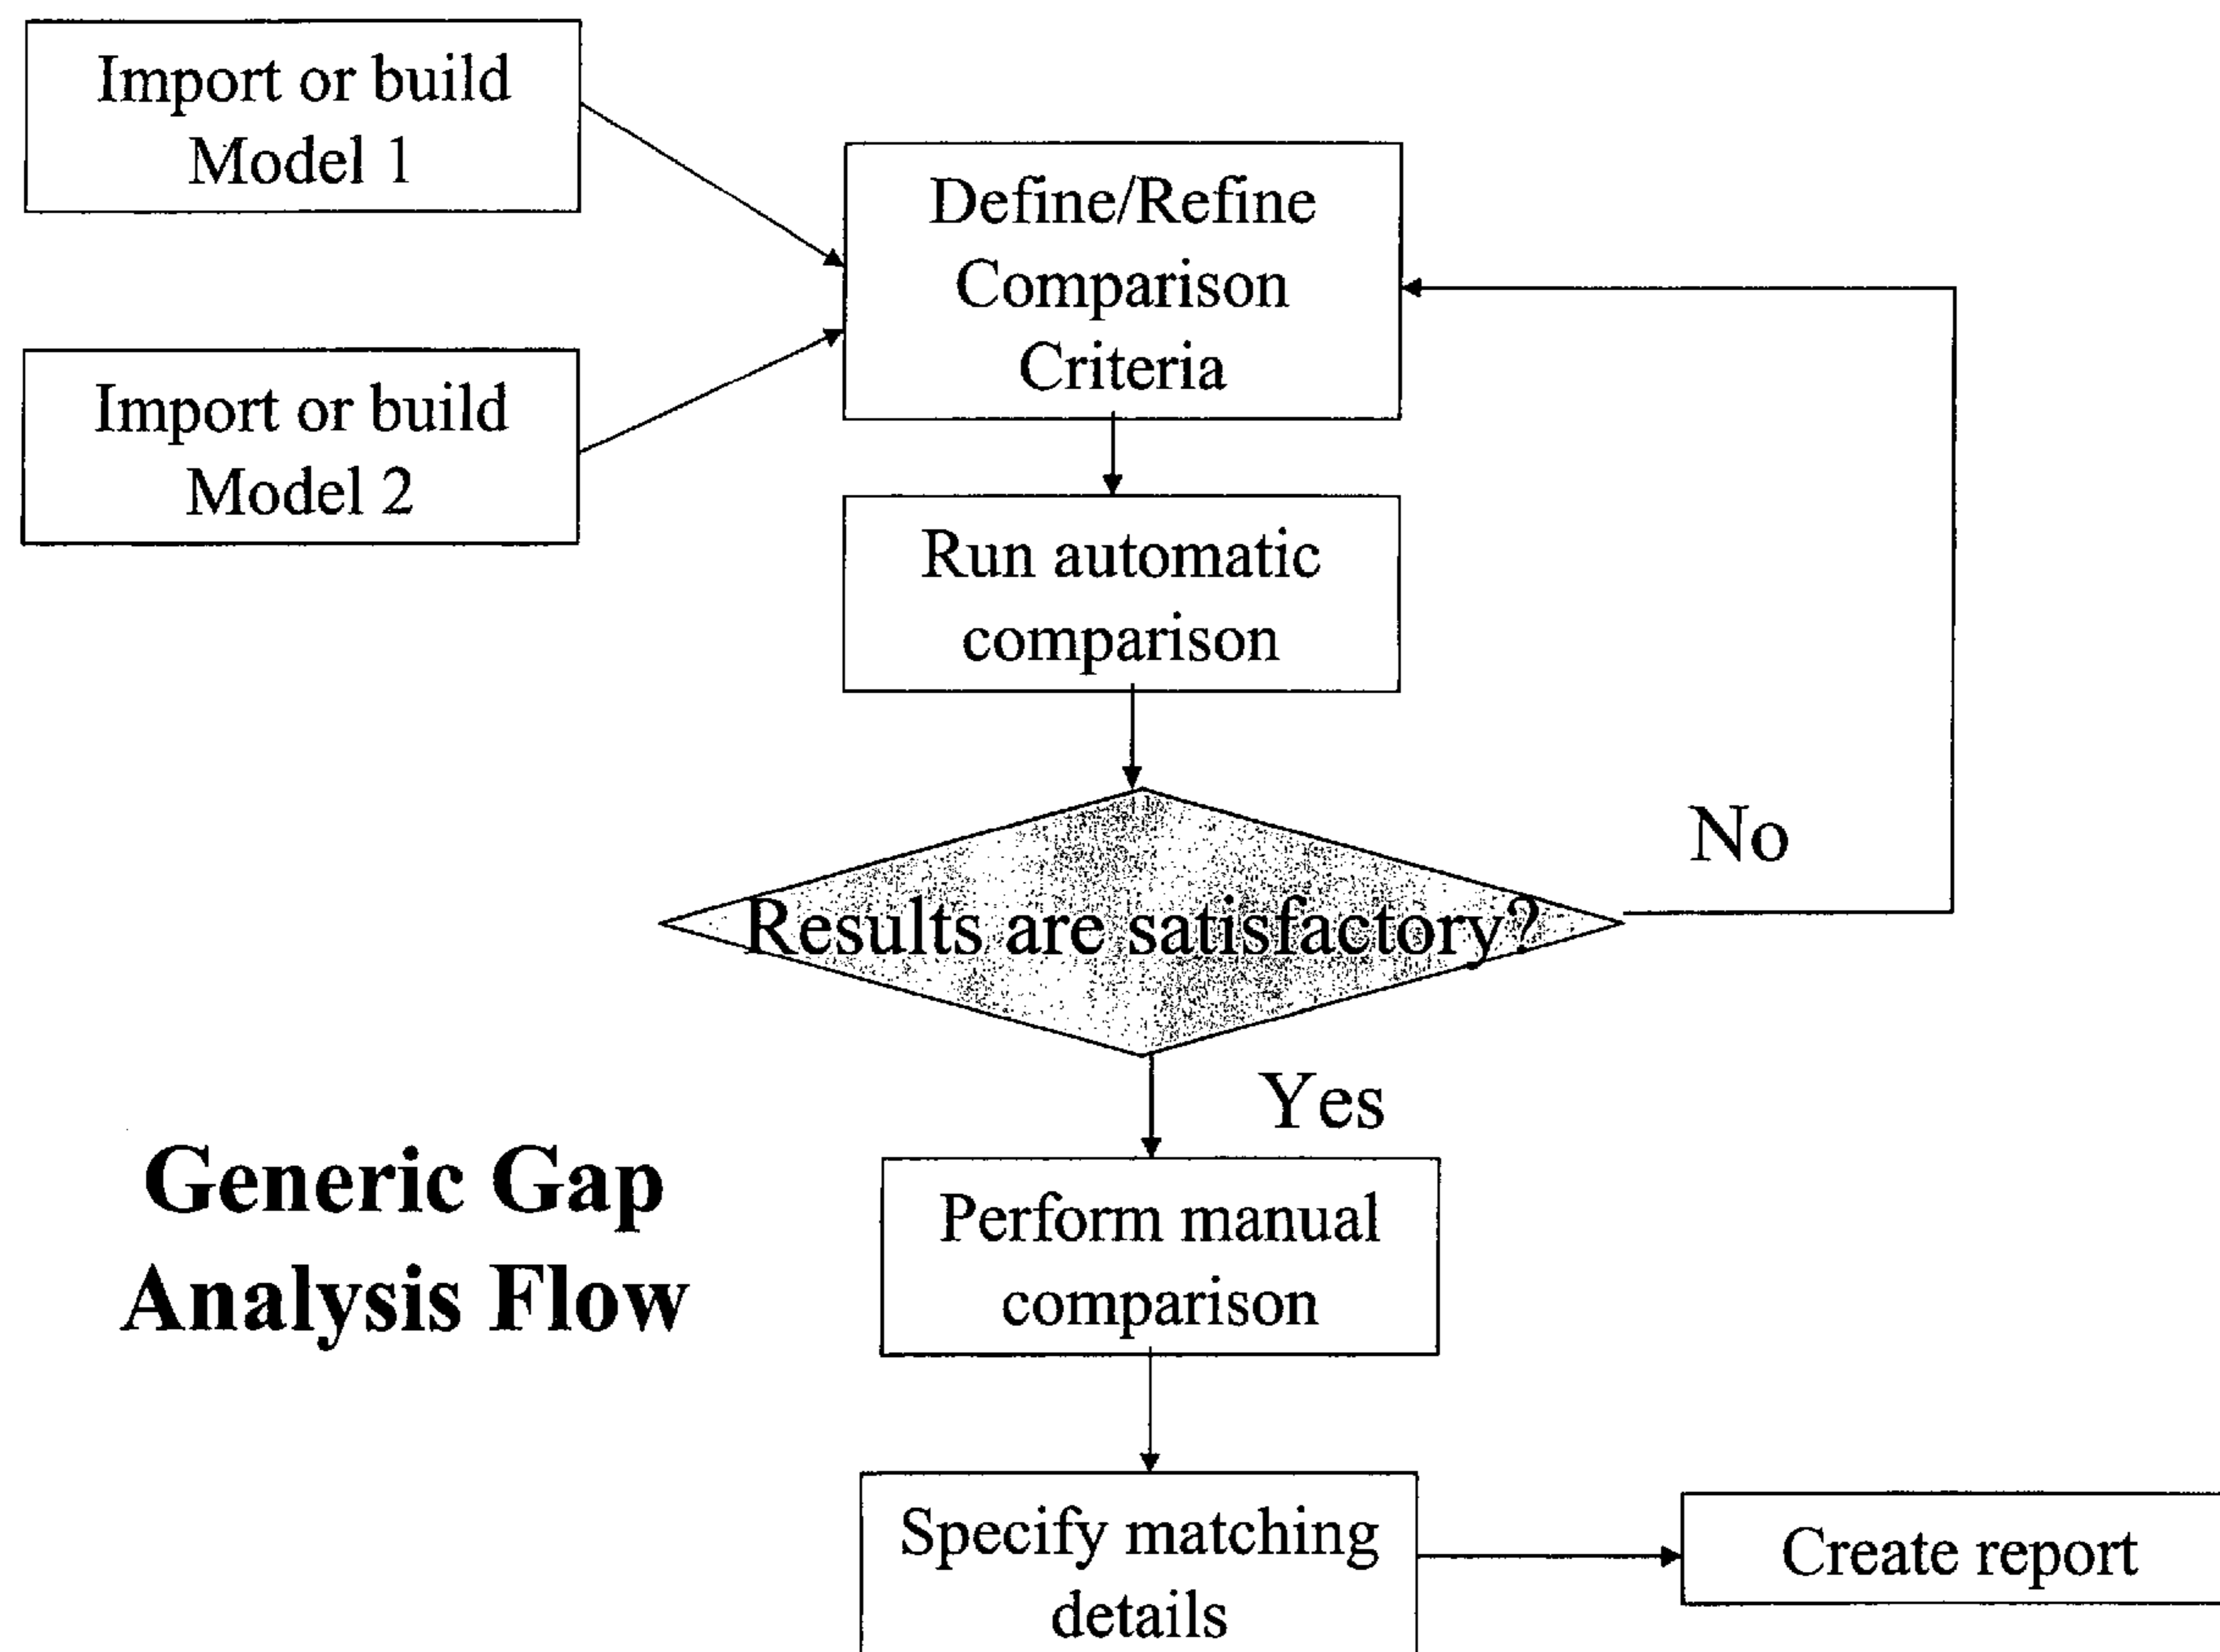 Import or build
Model 1
Import or build
Model 2
Define/Refine
Comparison
Criteria
Run automatic
comparison
Results are satisfactory?
No
Yes
Perform manual
comparison
Specify matching
details
Create report
Generic Gap
Analysis Flow